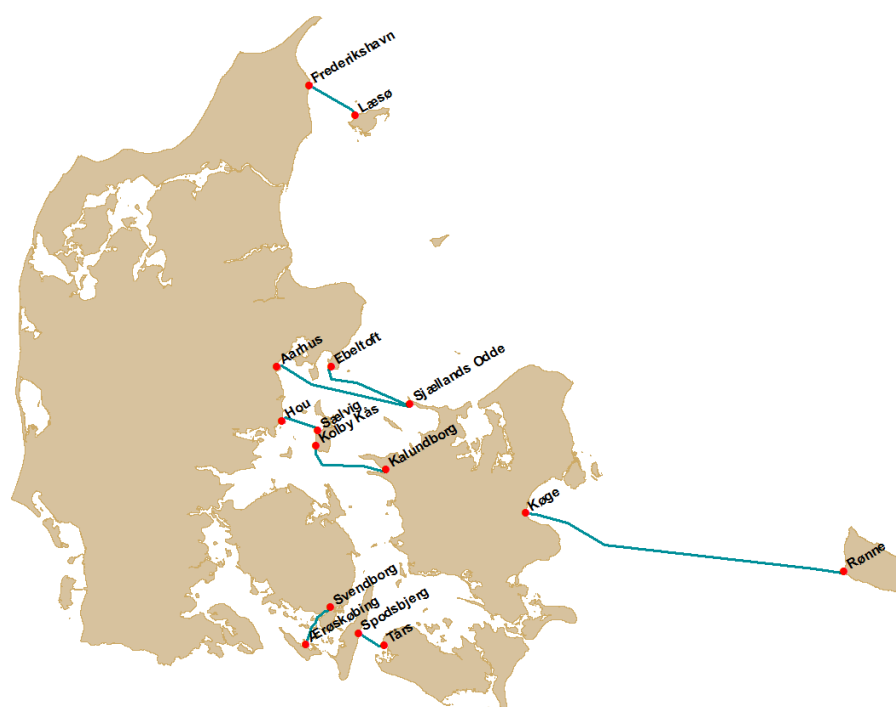 Frederikshavn
Læsø
Aarhus
Ebeltoft
Sjællands Odde
Hou
Sælvig
Kolby Kås
Kalundborg
Køge
Rønne
Svendborg
Ærøskøbing
Spodsbjerg
Tårs